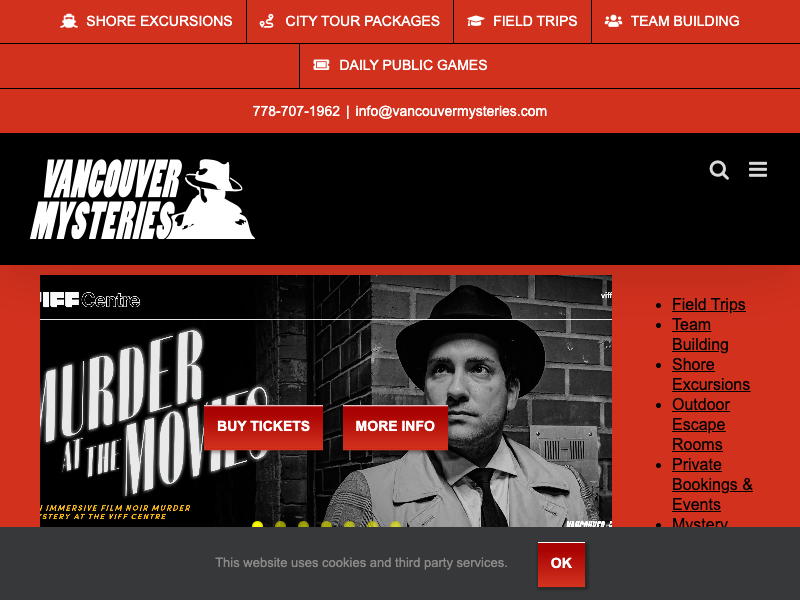 SHORE EXCURSIONS
CITY TOUR PACKAGES
FIELD TRIPS
TEAM BUILDING
DAILY PUBLIC GAMES
778-707-1962 | info@vancouvermysteries.com
VANCOUVER
MYSTERIES
VIFF Centre
viff
MURDER
AT THE MOVIES
BUY TICKETS
MORE INFO
IMMERSIVE FILM NOIR MURDER
MYSTERY AT THE VIFF CENTRE
Field Trips
Team
Building
Shore
Excursions
Outdoor
Escape
Rooms
Private
Bookings &
Events
Mystery
This website uses cookies and third party services.
OK